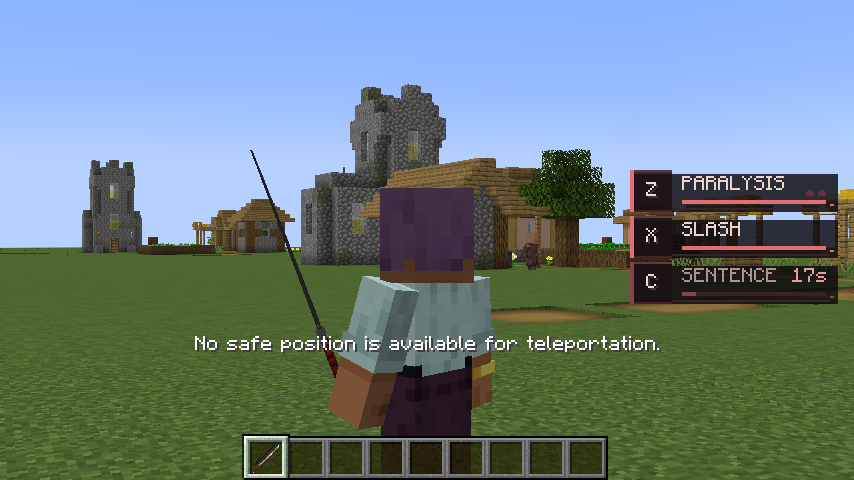 Z PARALYSIS
X SLASH
C SENTENCE 17s
No safe position is available for teleportation.